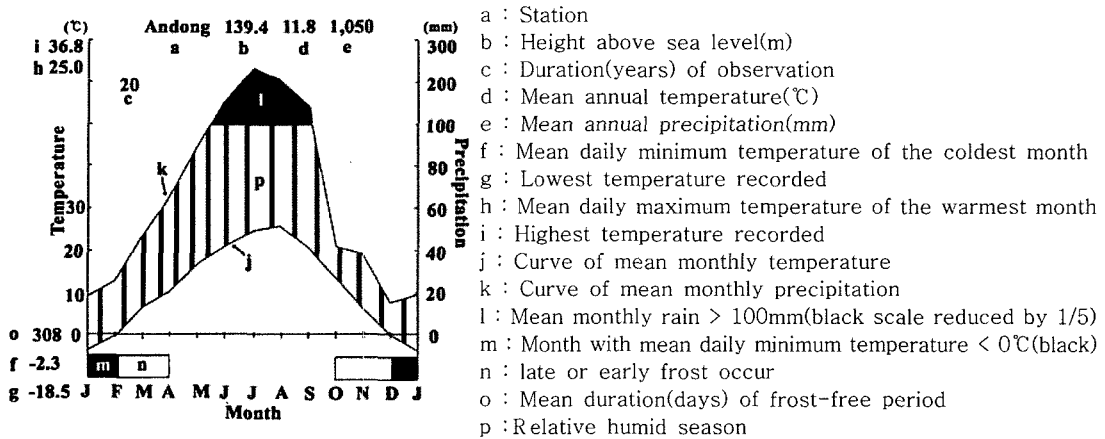 (℃) Andong 139.4 11.8 1,050 (mm)
i 36.8 a b d e 300
h 25.0 200
20
c
l
100
100
k
80
p
Temperature
Precipitation
30 60
20 40
j
10 20
o 308 0 0
f -2.3 m n
g -18.5 J F M A M J J A S O N D J
Month
a : Station
b : Height above sea level(m)
c : Duration(years) of observation
d : Mean annual temperature(℃)
e : Mean annual precipitation(mm)
f : Mean daily minimum temperature of the coldest month
g : Lowest temperature recorded
h : Mean daily maximum temperature of the warmest month
i : Highest temperature recorded
j : Curve of mean monthly temperature
k : Curve of mean monthly precipitation
l : Mean monthly rain > 100mm(black scale reduced by 1/5)
m : Month with mean daily minimum temperature < 0℃(black)
n : late or early frost occur
o : Mean duration(days) of frost-free period
p :Relative humid season